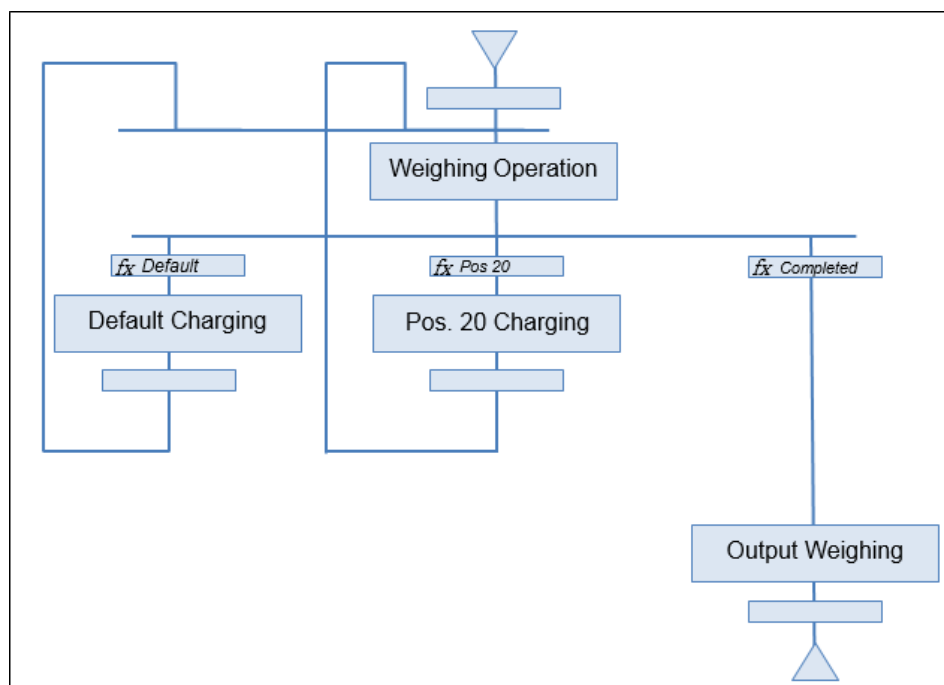 Weighing Operation
fx Default
fx Pos 20
fx Completed
Default Charging
Pos. 20 Charging
Output Weighing